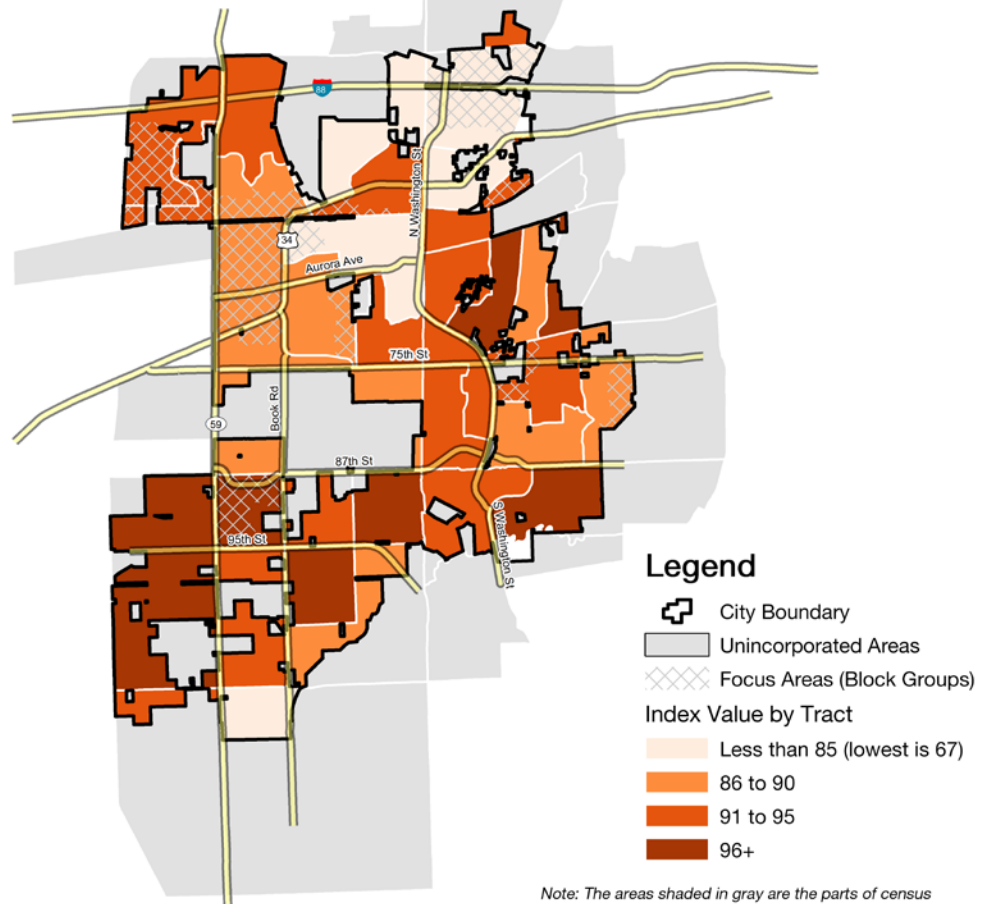 88
N Washington St
34
Aurora Ave
75th St
Book Rd
59
87th St
95th St
S Washington St
Legend
City Boundary
Unincorporated Areas
Focus Areas (Block Groups)
Index Value by Tract
Less than 85 (lowest is 67)
86 to 90
91 to 95
96+
Note: The areas shaded in gray are the parts of census